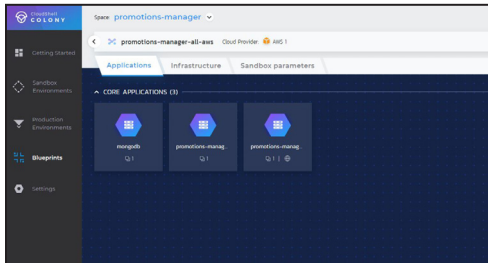 CloudShell
COLONY
Space: promotions-manager
promotions-manager-all-aws Cloud Provider: AWS 1
Getting Started
Applications Infrastructure Sandbox parameters
Sandbox
Environments
CORE APPLICATIONS (3)
Production
Environments
mongodb promotions-manag.. promotions-manag..
1 1 1
Blueprints
Settings